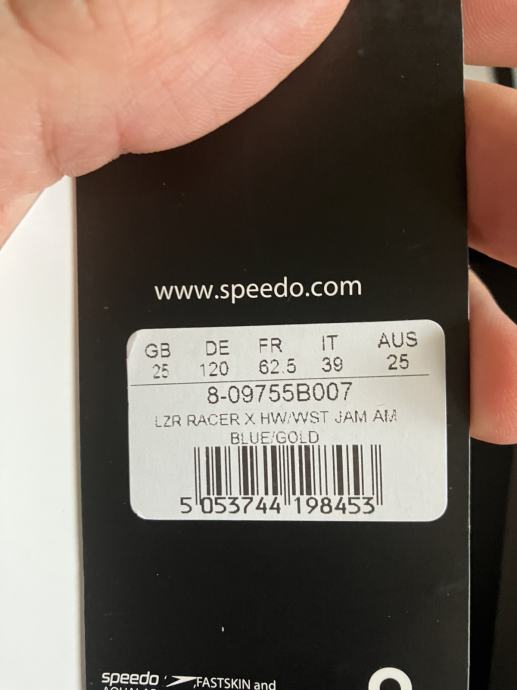 www.speedo.com
GB DE FR IT AUS
25 120 62.5 39 25
8-09755B007
LZR RACER X HW/WST JAM AM
BLUE/GOLD
5 053744 198453
speedo FASTSKIN and